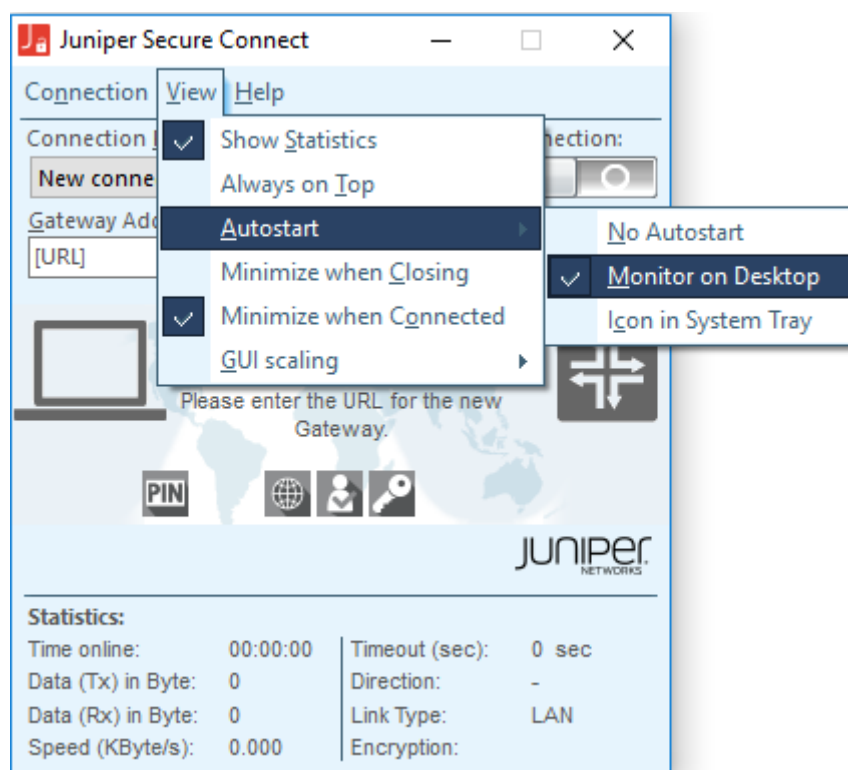 Juniper Secure Connect
Connection View Help
Connection
Show Statistics
nection:
New conne
Always on Top
Gateway Add
Autostart
No Autostart
[URL]
Minimize when Closing
Monitor on Desktop
Minimize when Connected
Icon in System Tray
GUI scaling
Please enter the URL for the new
Gateway.
PIN
JUNIPER
NETWORKS
Statistics:
Time online: 00:00:00 Timeout (sec): 0 sec
Data (Tx) in Byte: 0 Direction: -
Data (Rx) in Byte: 0 Link Type: LAN
Speed (KByte/s): 0.000 Encryption: